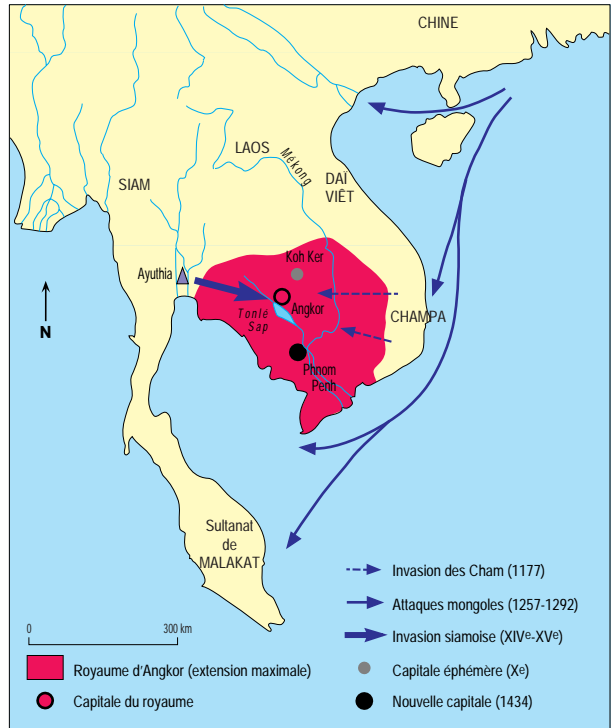 CHINE
LAOS
Mékong
DAÏ
VIÊT
SIAM
Koh Ker
Ayuthia
Angkor
Tonlé
Sap
CHAMPA
N
Phnom
Penh
Sultanat
de
MALAKAT
Invasion des Cham (1177)
0 300 km
Attaques mongoles (1257-1292)
Invasion siamoise (XIVe-XVe)
Royaume d'Angkor (extension maximale)
Capitale éphémère (Xe)
Capitale du royaume
Nouvelle capitale (1434)